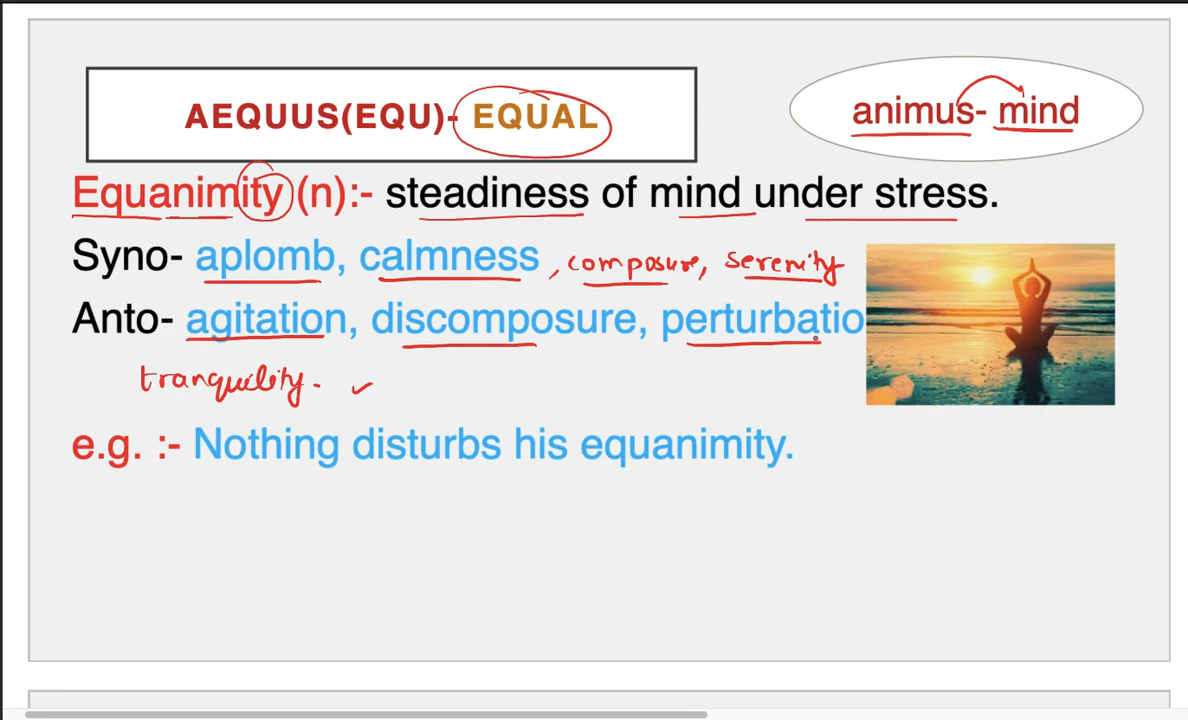 AEQUUS(EQU)- EQUAL
animus- mind
Equanimity (n):- steadiness of mind under stress.
Syno- aplomb, calmness , composure, serenity
Anto- agitation, discomposure, perturbatio
tranquility.
e.g. :- Nothing disturbs his equanimity.